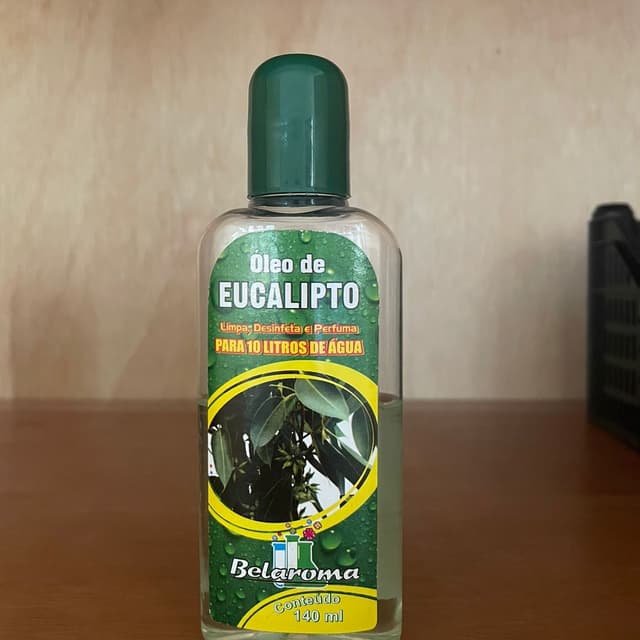 Óleo de
EUCALIPTO
Limpa, Desinfeta e Perfuma
PARA 10 LITROS DE ÁGUA
Belaroma
Conteúdo
140 ml